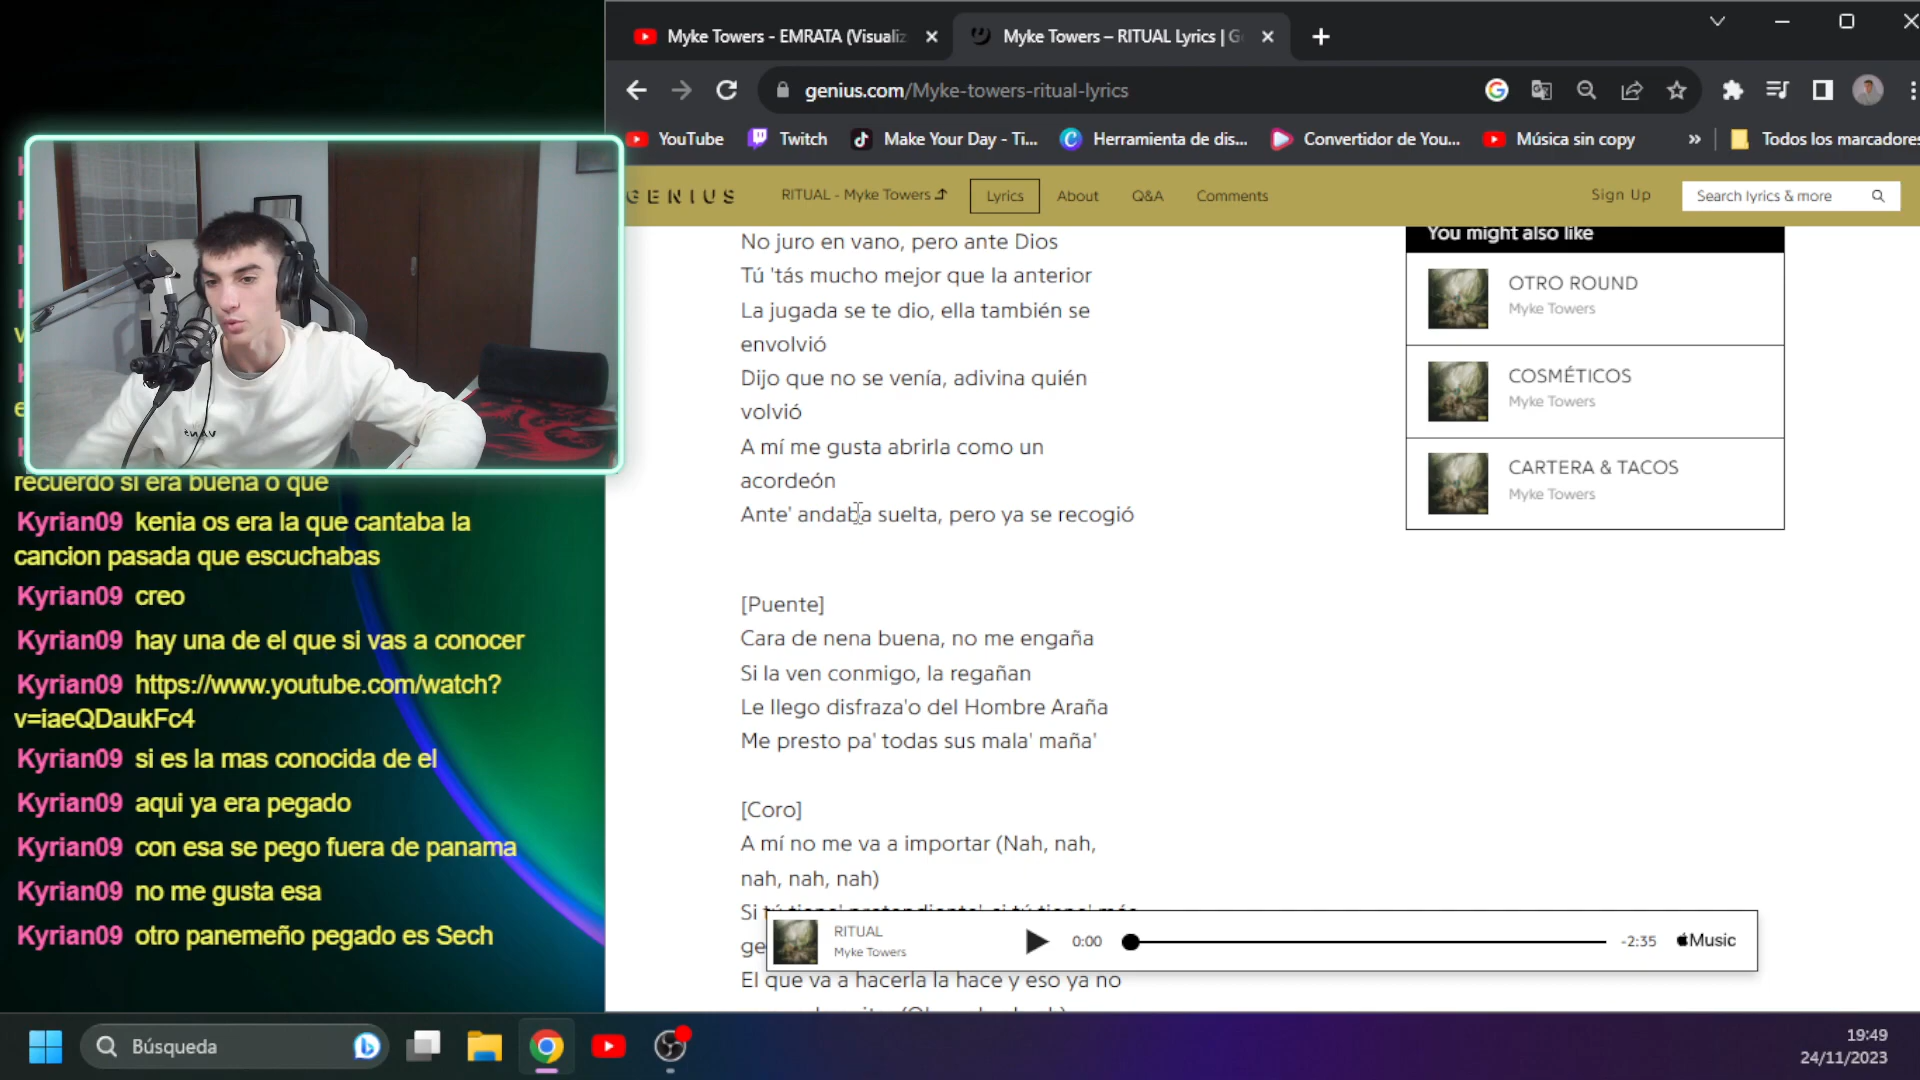 Myke Towers - EMRATA (Visualiz
Myke Towers – RITUAL Lyrics | G
genius.com/Myke-towers-ritual-lyrics
YouTube
Twitch
Make Your Day - Ti...
Herramienta de dis...
Convertidor de You...
Música sin copy
»
Todos los marcadores
GENIUS
RITUAL - Myke Towers
Lyrics
About
Q&A
Comments
Sign Up
Search lyrics & more
No juro en vano, pero ante Dios
Tú 'tás mucho mejor que la anterior
La jugada se te dio, ella también se
envolvió
Dijo que no se venía, adivina quién
volvió
A mí me gusta abrirla como un
acordeón
Ante' andaba suelta, pero ya se recogió
[Puente]
Cara de nena buena, no me engaña
Si la ven conmigo, la regañan
Le llego disfraza'o del Hombre Araña
Me presto pa' todas sus mala' maña'
[Coro]
A mí no me va a importar (Nah, nah,
nah, nah, nah)
El que va a hacerla la hace y eso ya no
You might also like
OTRO ROUND
Myke Towers
COSMÉTICOS
Myke Towers
CARTERA & TACOS
Myke Towers
RITUAL
Myke Towers
0:00
-2:35
Music
VANS
recuerdo si era buena o que
Kyrian09 kenia os era la que cantaba la
cancion pasada que escuchabas
Kyrian09 creo
Kyrian09 hay una de el que si vas a conocer
Kyrian09 https://www.youtube.com/watch?
v=iaeQDaukFc4
Kyrian09 si es la mas conocida de el
Kyrian09 aqui ya era pegado
Kyrian09 con esa se pego fuera de panama
Kyrian09 no me gusta esa
Kyrian09 otro panemeño pegado es Sech
Búsqueda
19:49
24/11/2023